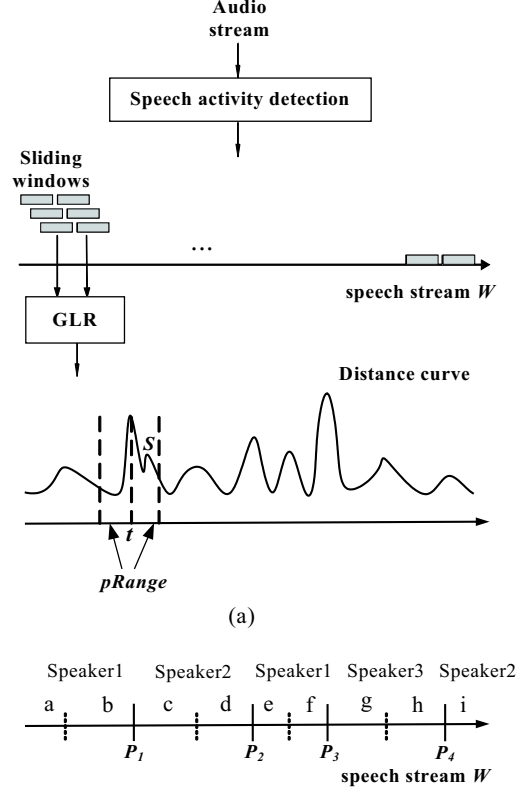 Audio
stream
Speech activity detection
Sliding
windows
...
speech stream W
GLR
Distance curve
S
t
pRange
(a)
Speaker1 Speaker2 Speaker1 Speaker3 Speaker2
a b c d e f g h i
P1 P2 P3 P4
speech stream W